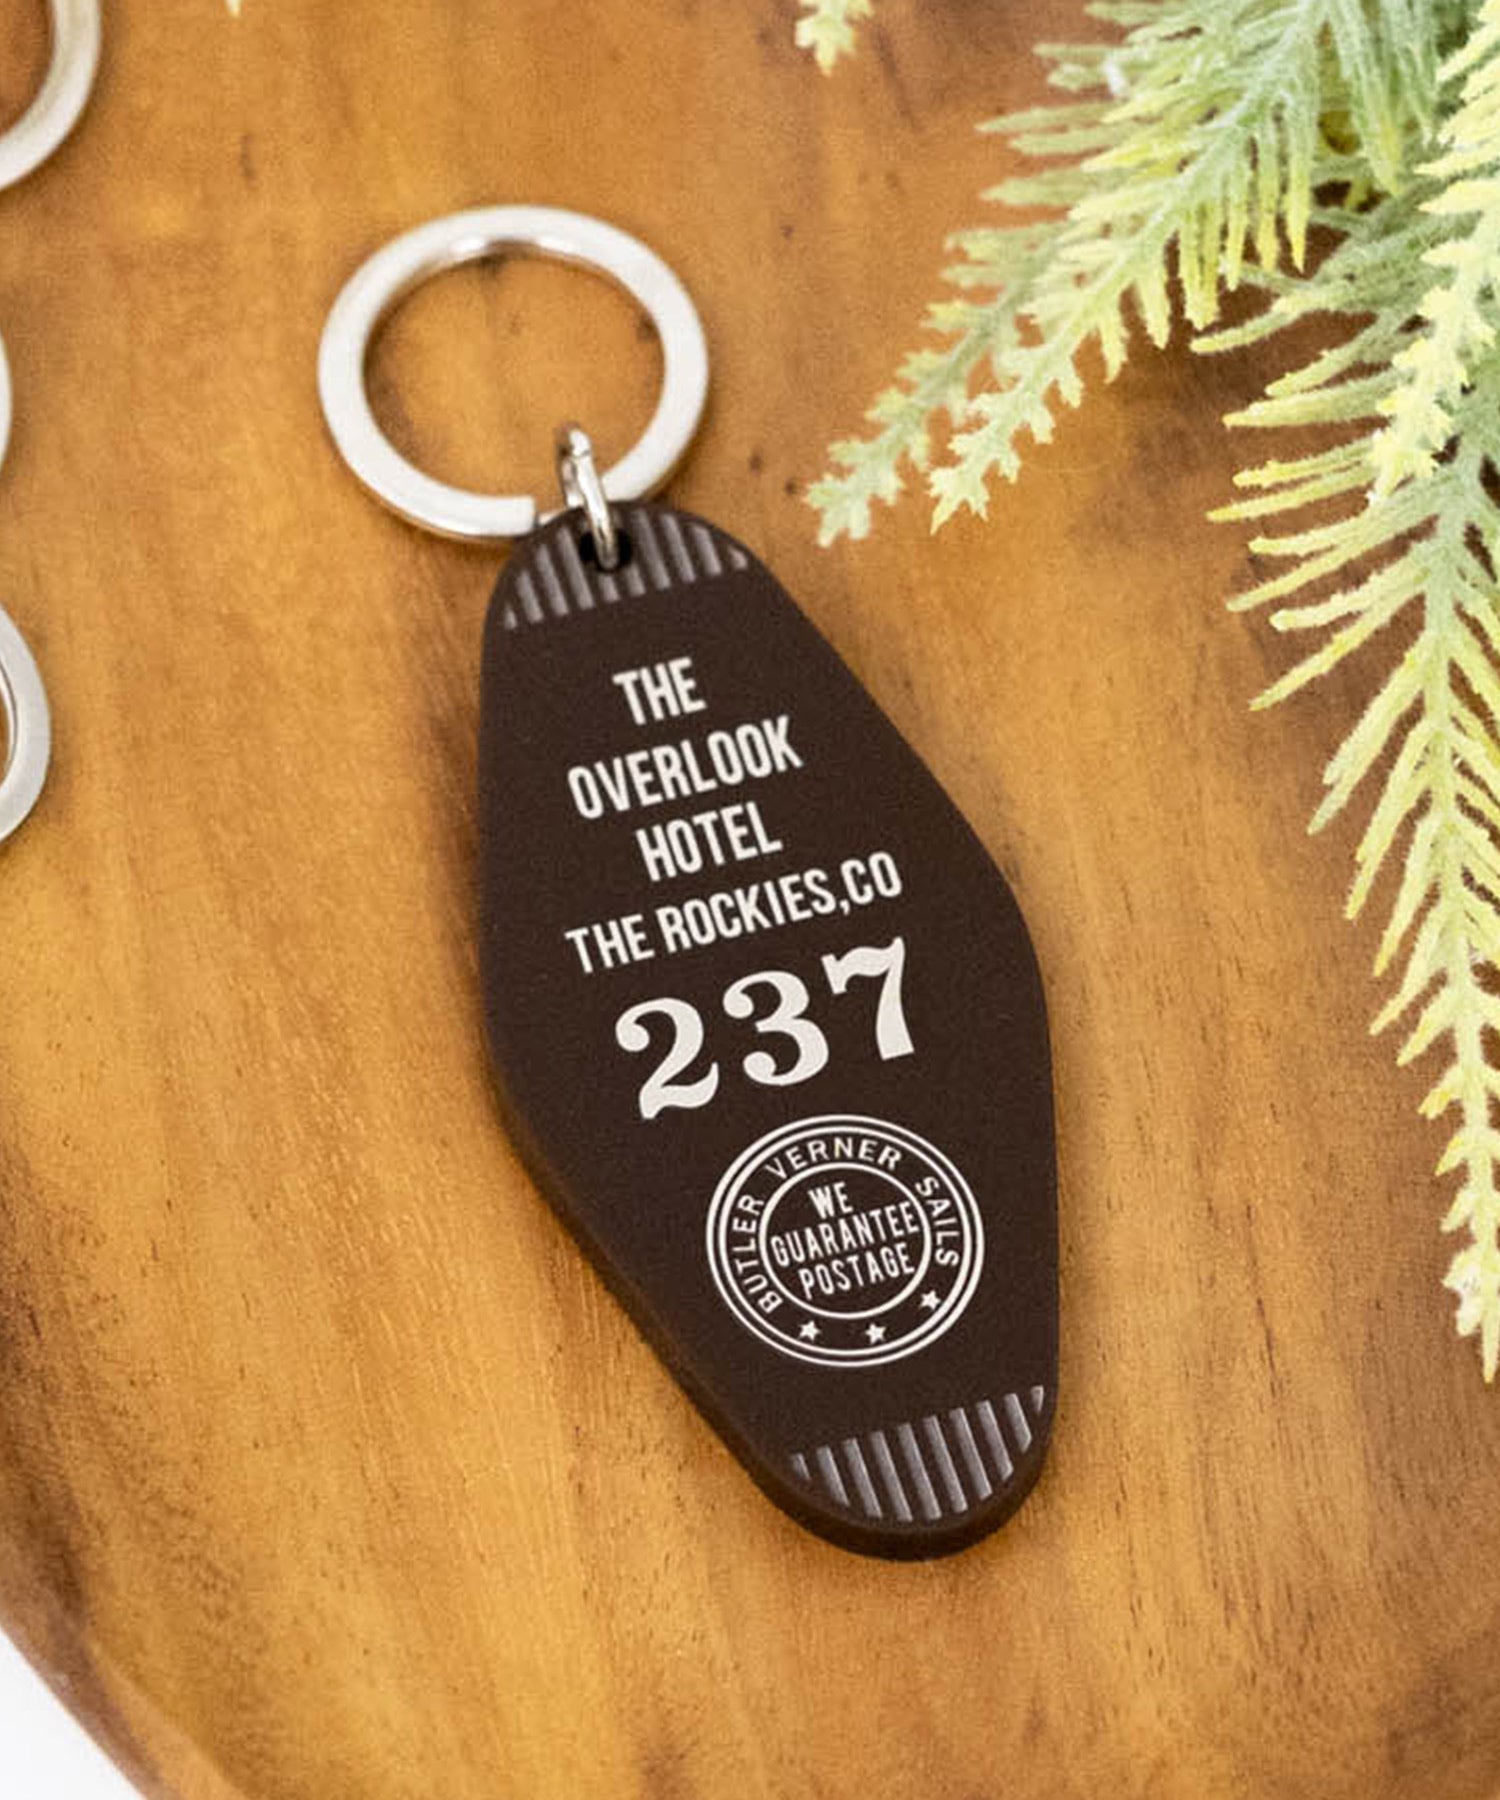 THE
OVERLOOK
HOTEL
THE ROCKIES,CO
237
BUTLER VERNER SAILS
WE
GUARANTEE
POSTAGE